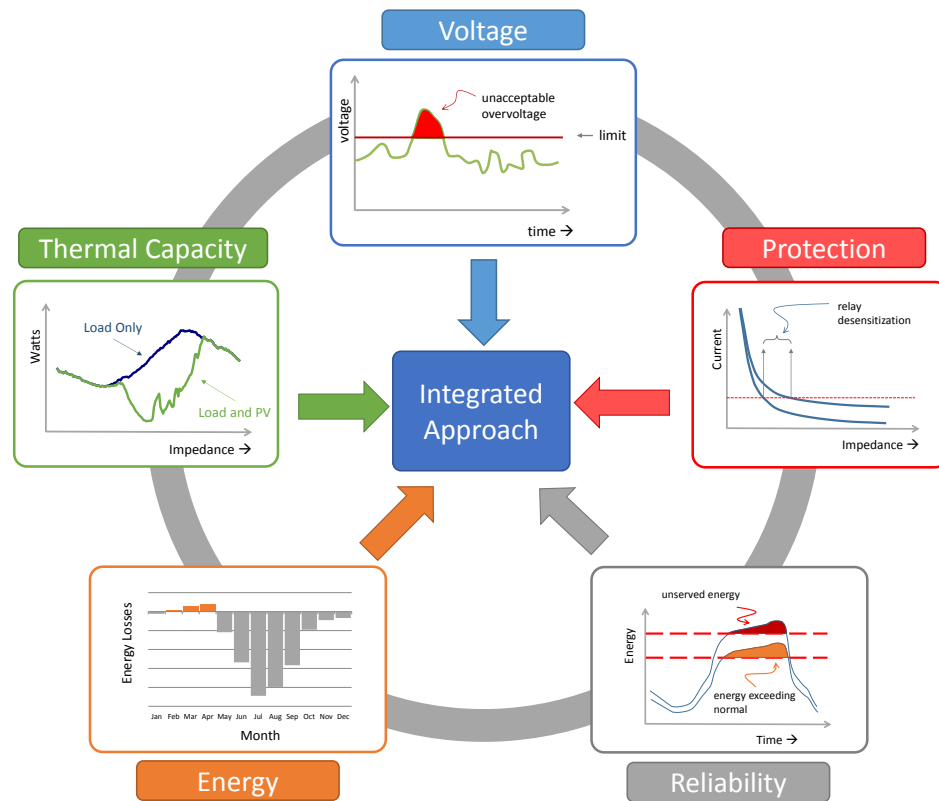 Voltage
voltage
unacceptable
overvoltage
← limit
time →
Thermal Capacity
Watts
Load Only
Load and PV
Impedance →
Protection
Current
relay
desensitization
Impedance →
Integrated
Approach
Energy Losses
Jan Feb Mar Apr May Jun Jul Aug Sep Oct Nov Dec
Month
Energy
unserved energy
Energy
energy exceeding
normal
Time →
Reliability